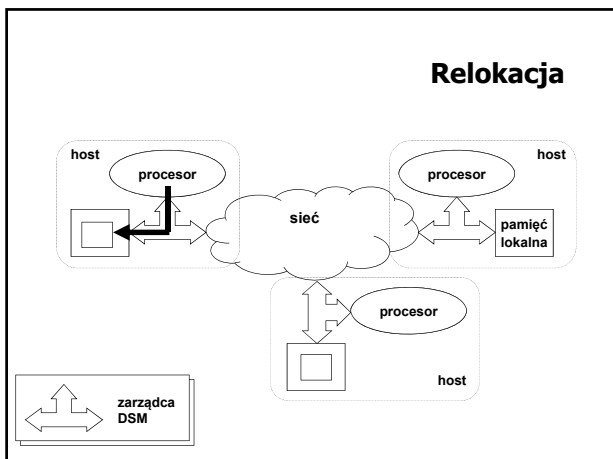 Relokacja
host
procesor
sieć
host
procesor
pamięć
lokalna
procesor
host
zarządca
DSM